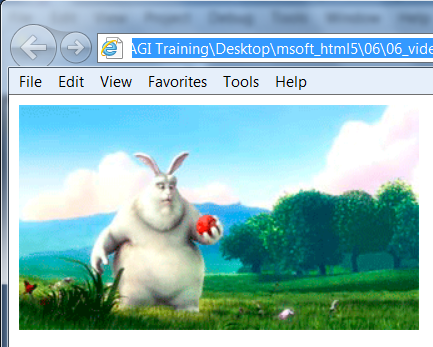 AGI Training\Desktop\msoft_html5\06\06_vide
File Edit View Favorites Tools Help